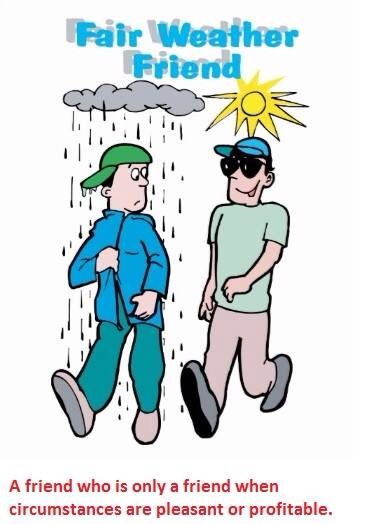 Fair Weather
Friend
A friend who is only a friend when
circumstances are pleasant or profitable.